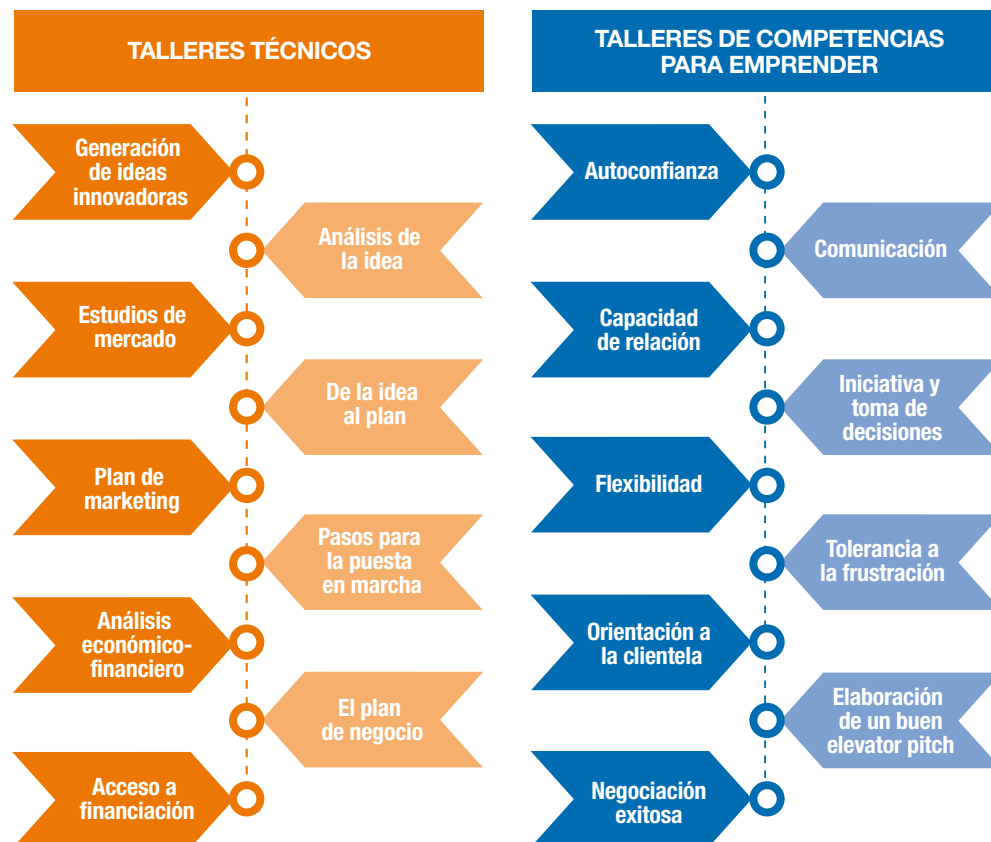 TALLERES TÉCNICOS
Generación
de ideas
innovadoras
Análisis de
la idea
Estudios de
mercado
De la idea
al plan
Plan de
marketing
Pasos para
la puesta
en marcha
Análisis
económico-
financiero
El plan
de negocio
Acceso a
financiación
TALLERES DE COMPETENCIAS
PARA EMPRENDER
Autoconfianza
Comunicación
Capacidad
de relación
Iniciativa y
toma de
decisiones
Flexibilidad
Tolerancia a
la frustración
Orientación a
la clientela
Elaboración
de un buen
elevator pitch
Negociación
exitosa